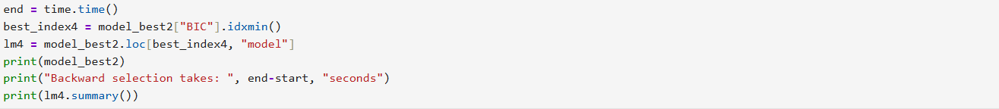 end = time.time()
best_index4 = model_best2["BIC"].idxmin()
lm4 = model_best2.loc[best_index4, "model"]
print(model_best2)
print("Backward selection takes: ", end-start, "seconds")
print(lm4.summary())